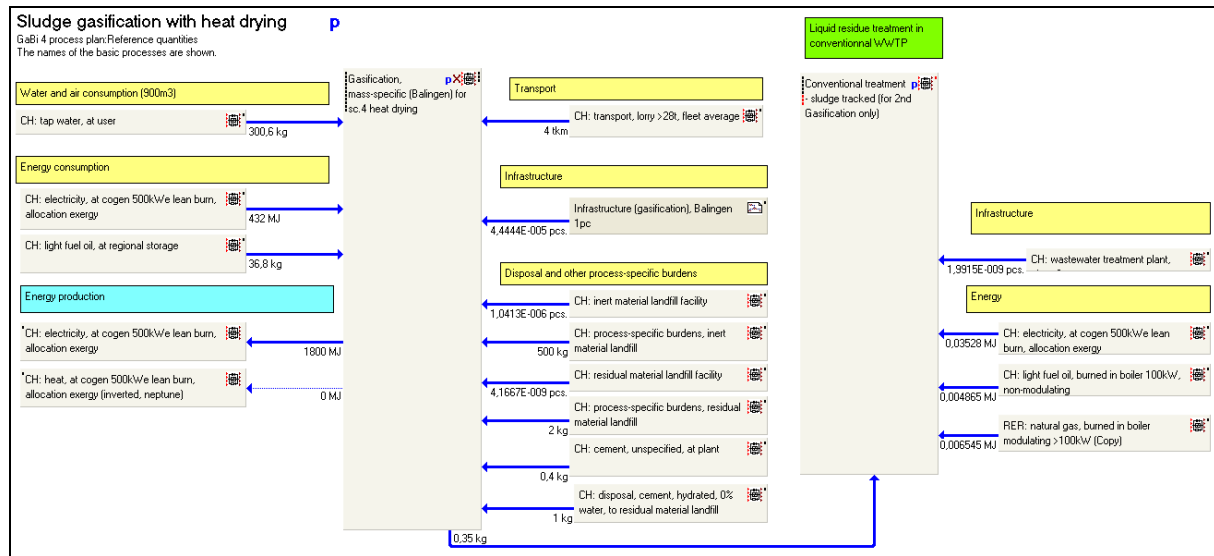 Sludge gasification with heat drying p
GaBi 4 process plan:Reference quantities
The names of the basic processes are shown.
Water and air consumption (900m3)
CH: tap water, at user
300,6 kg
Energy consumption
CH: electricity, at cogen 500kWe lean burn,
allocation exergy
432 MJ
CH: light fuel oil, at regional storage
36,8 kg
Energy production
CH: electricity, at cogen 500kWe lean burn,
allocation exergy
1800 MJ
CH: heat, at cogen 500kWe lean burn,
allocation exergy (inverted, neptune)
0 MJ
Gasification, p
mass-specific (Balingen) for
sc.4 heat drying
Transport
CH: transport, lorry >28t, fleet average
4 tkm
Infrastructure
Infrastructure (gasification), Balingen
1pc
4,4444E-005 pcs.
Disposal and other process-specific burdens
CH: inert material landfill facility
1,0413E-006 pcs.
CH: process-specific burdens, inert
material landfill
500 kg
CH: residual material landfill facility
4,1667E-009 pcs.
CH: process-specific burdens, residual
material landfill
2 kg
CH: cement, unspecified, at plant
0,4 kg
CH: disposal, cement, hydrated, 0%
water, to residual material landfill
1 kg
0,35 kg
Liquid residue treatment in
conventionnal WWTP
Conventional treatment p
- sludge tracked (for 2nd
Gasification only)
Infrastructure
CH: wastewater treatment plant,
1,9915E-009 pcs.
Energy
CH: electricity, at cogen 500kWe lean
burn, allocation exergy
0,03528 MJ
CH: light fuel oil, burned in boiler 100kW,
non-modulating
0,004865 MJ
RER: natural gas, burned in boiler
modulating >100kW (Copy)
0,006545 MJ